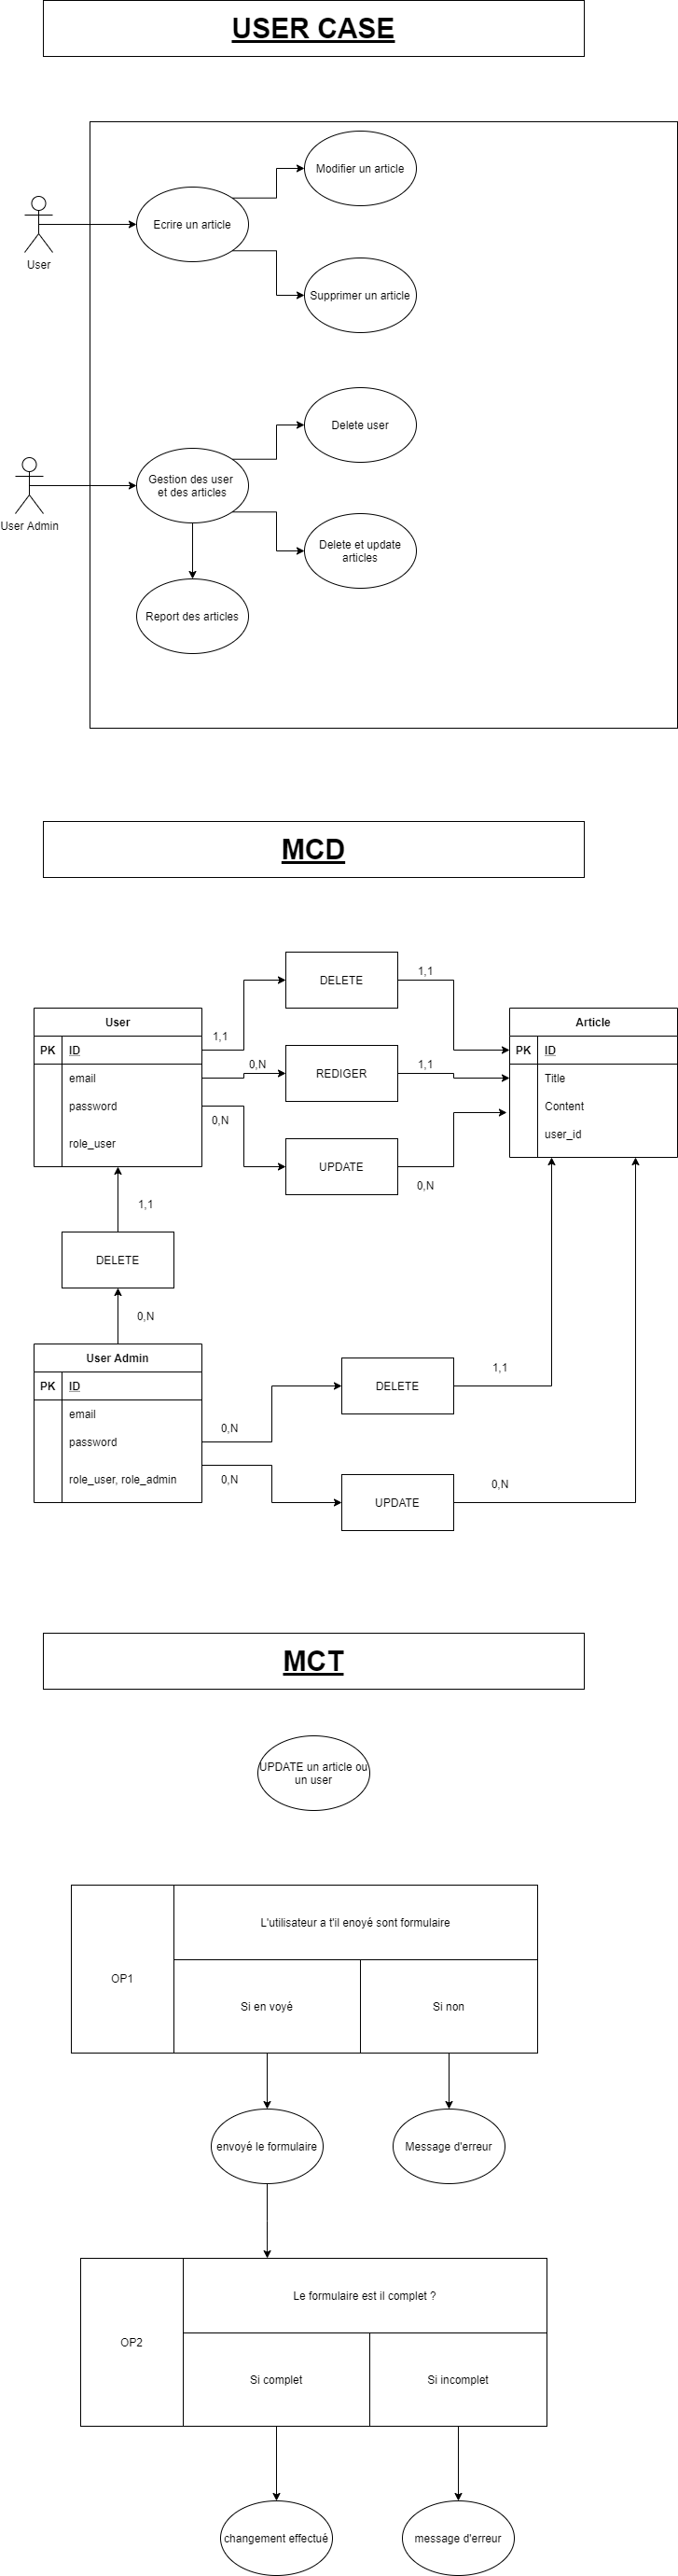 USER CASE
Modifier un article
Ecrire un article
User
Supprimer un article
Delete user
Gestion des user
et des articles
User Admin
Delete et update
articles
Report des articles
MCD
DELETE
1,1
User
Article
1,1
PK
ID
PK
ID
0,N
REDIGER
1,1
email
Title
password
Content
0,N
user_id
role_user
UPDATE
0,N
1,1
DELETE
0,N
User Admin
1,1
PK
ID
DELETE
email
0,N
password
role_user, role_admin
0,N
0,N
UPDATE
MCT
UPDATE un article ou
un user
L'utilisateur a t'il enoyé sont formulaire
OP1
Si en voyé
Si non
envoyé le formulaire
Message d'erreur
Le formulaire est il complet ?
OP2
Si complet
Si incomplet
changement effectué
message d'erreur